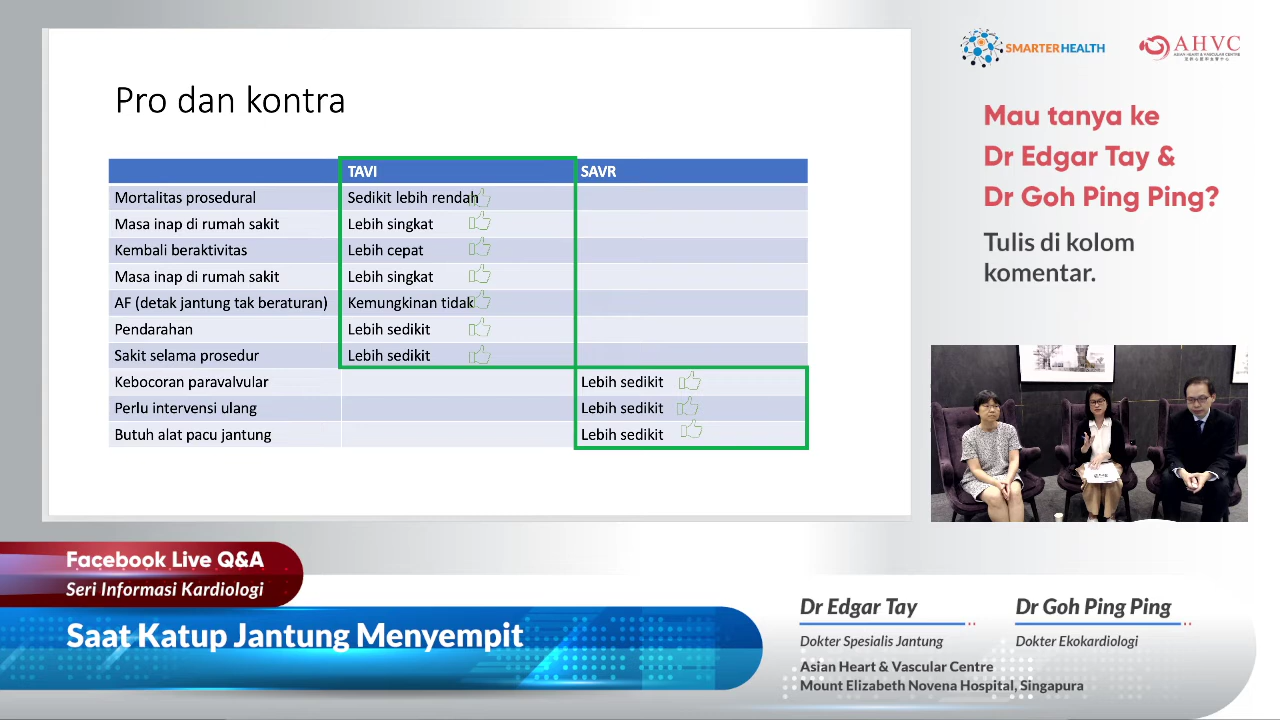 Pro dan kontra
TAVI SAVR
Mortalitas prosedural Sedikit lebih rendah
Masa inap di rumah sakit Lebih singkat
Kembali beraktivitas Lebih cepat
Masa inap di rumah sakit Lebih singkat
AF (detak jantung tak beraturan) Kemungkinan tidak
Pendarahan Lebih sedikit
Sakit selama prosedur Lebih sedikit
Kebocoran paravalvular Lebih sedikit
Perlu intervensi ulang Lebih sedikit
Butuh alat pacu jantung Lebih sedikit
SMARTERHEALTH
AHVC
ASIAN HEART & VASCULAR CENTRE
Mau tanya ke
Dr Edgar Tay &
Dr Goh Ping Ping?
Tulis di kolom
komentar.
Facebook Live Q&A
Seri Informasi Kardiologi
Saat Katup Jantung Menyempit
Dr Edgar Tay
Dokter Spesialis Jantung
Dr Goh Ping Ping
Dokter Ekokardiologi
Asian Heart & Vascular Centre
Mount Elizabeth Novena Hospital, Singapura